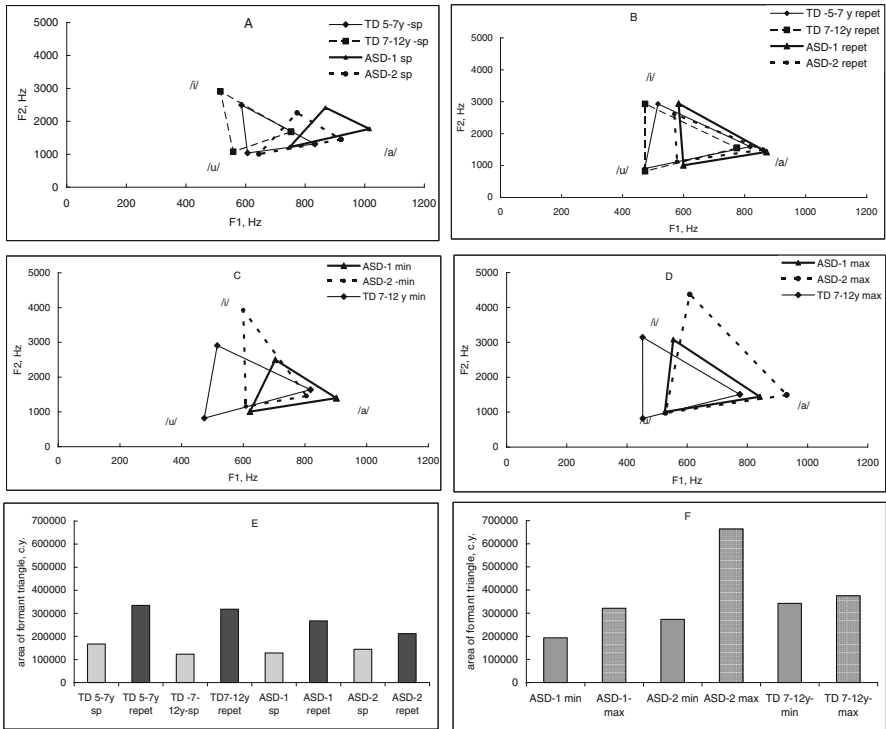 A
TD 5-7y -sp
TD 7-12y -sp
ASD-1 sp
ASD-2 sp
5000
4000
3000
2000
1000
0
F2, Hz
/i/
/u/
/a/
0 200 400 600 800 1000 1200
F1, Hz
B
TD -5-7 y repet
TD 7-12y repet
ASD-1 repet
ASD-2 repet
5000
4000
3000
2000
1000
0
F2, Hz
/i/
/u/
/a/
0 200 400 600 800 1000 1200
F1, Hz
C
ASD-1 min
ASD-2 -min
TD 7-12 y min
5000
4000
3000
2000
1000
0
F2, Hz
/i/
/u/
/a/
0 200 400 600 800 1000 1200
F1, Hz
D
ASD-1 max
ASD-2 max
TD 7-12y max
5000
4000
3000
2000
1000
0
F2, Hz
/i/
/u/
/a/
0 200 400 600 800 1000 1200
F1, Hz
E
700000
600000
500000
400000
300000
200000
100000
0
area of formant triangle, c.y.
TD 5-7y TD 5-7y TD -7- TD7-12y ASD-1 ASD-1 ASD-2 ASD-2
sp repet 12y-sp repet sp repet sp repet
F
700000
600000
500000
400000
300000
200000
100000
0
area of formant triangle, c.y.
ASD-1 min ASD-1- ASD-2 min ASD-2 max TD 7-12y- TD 7-12y-
max min max